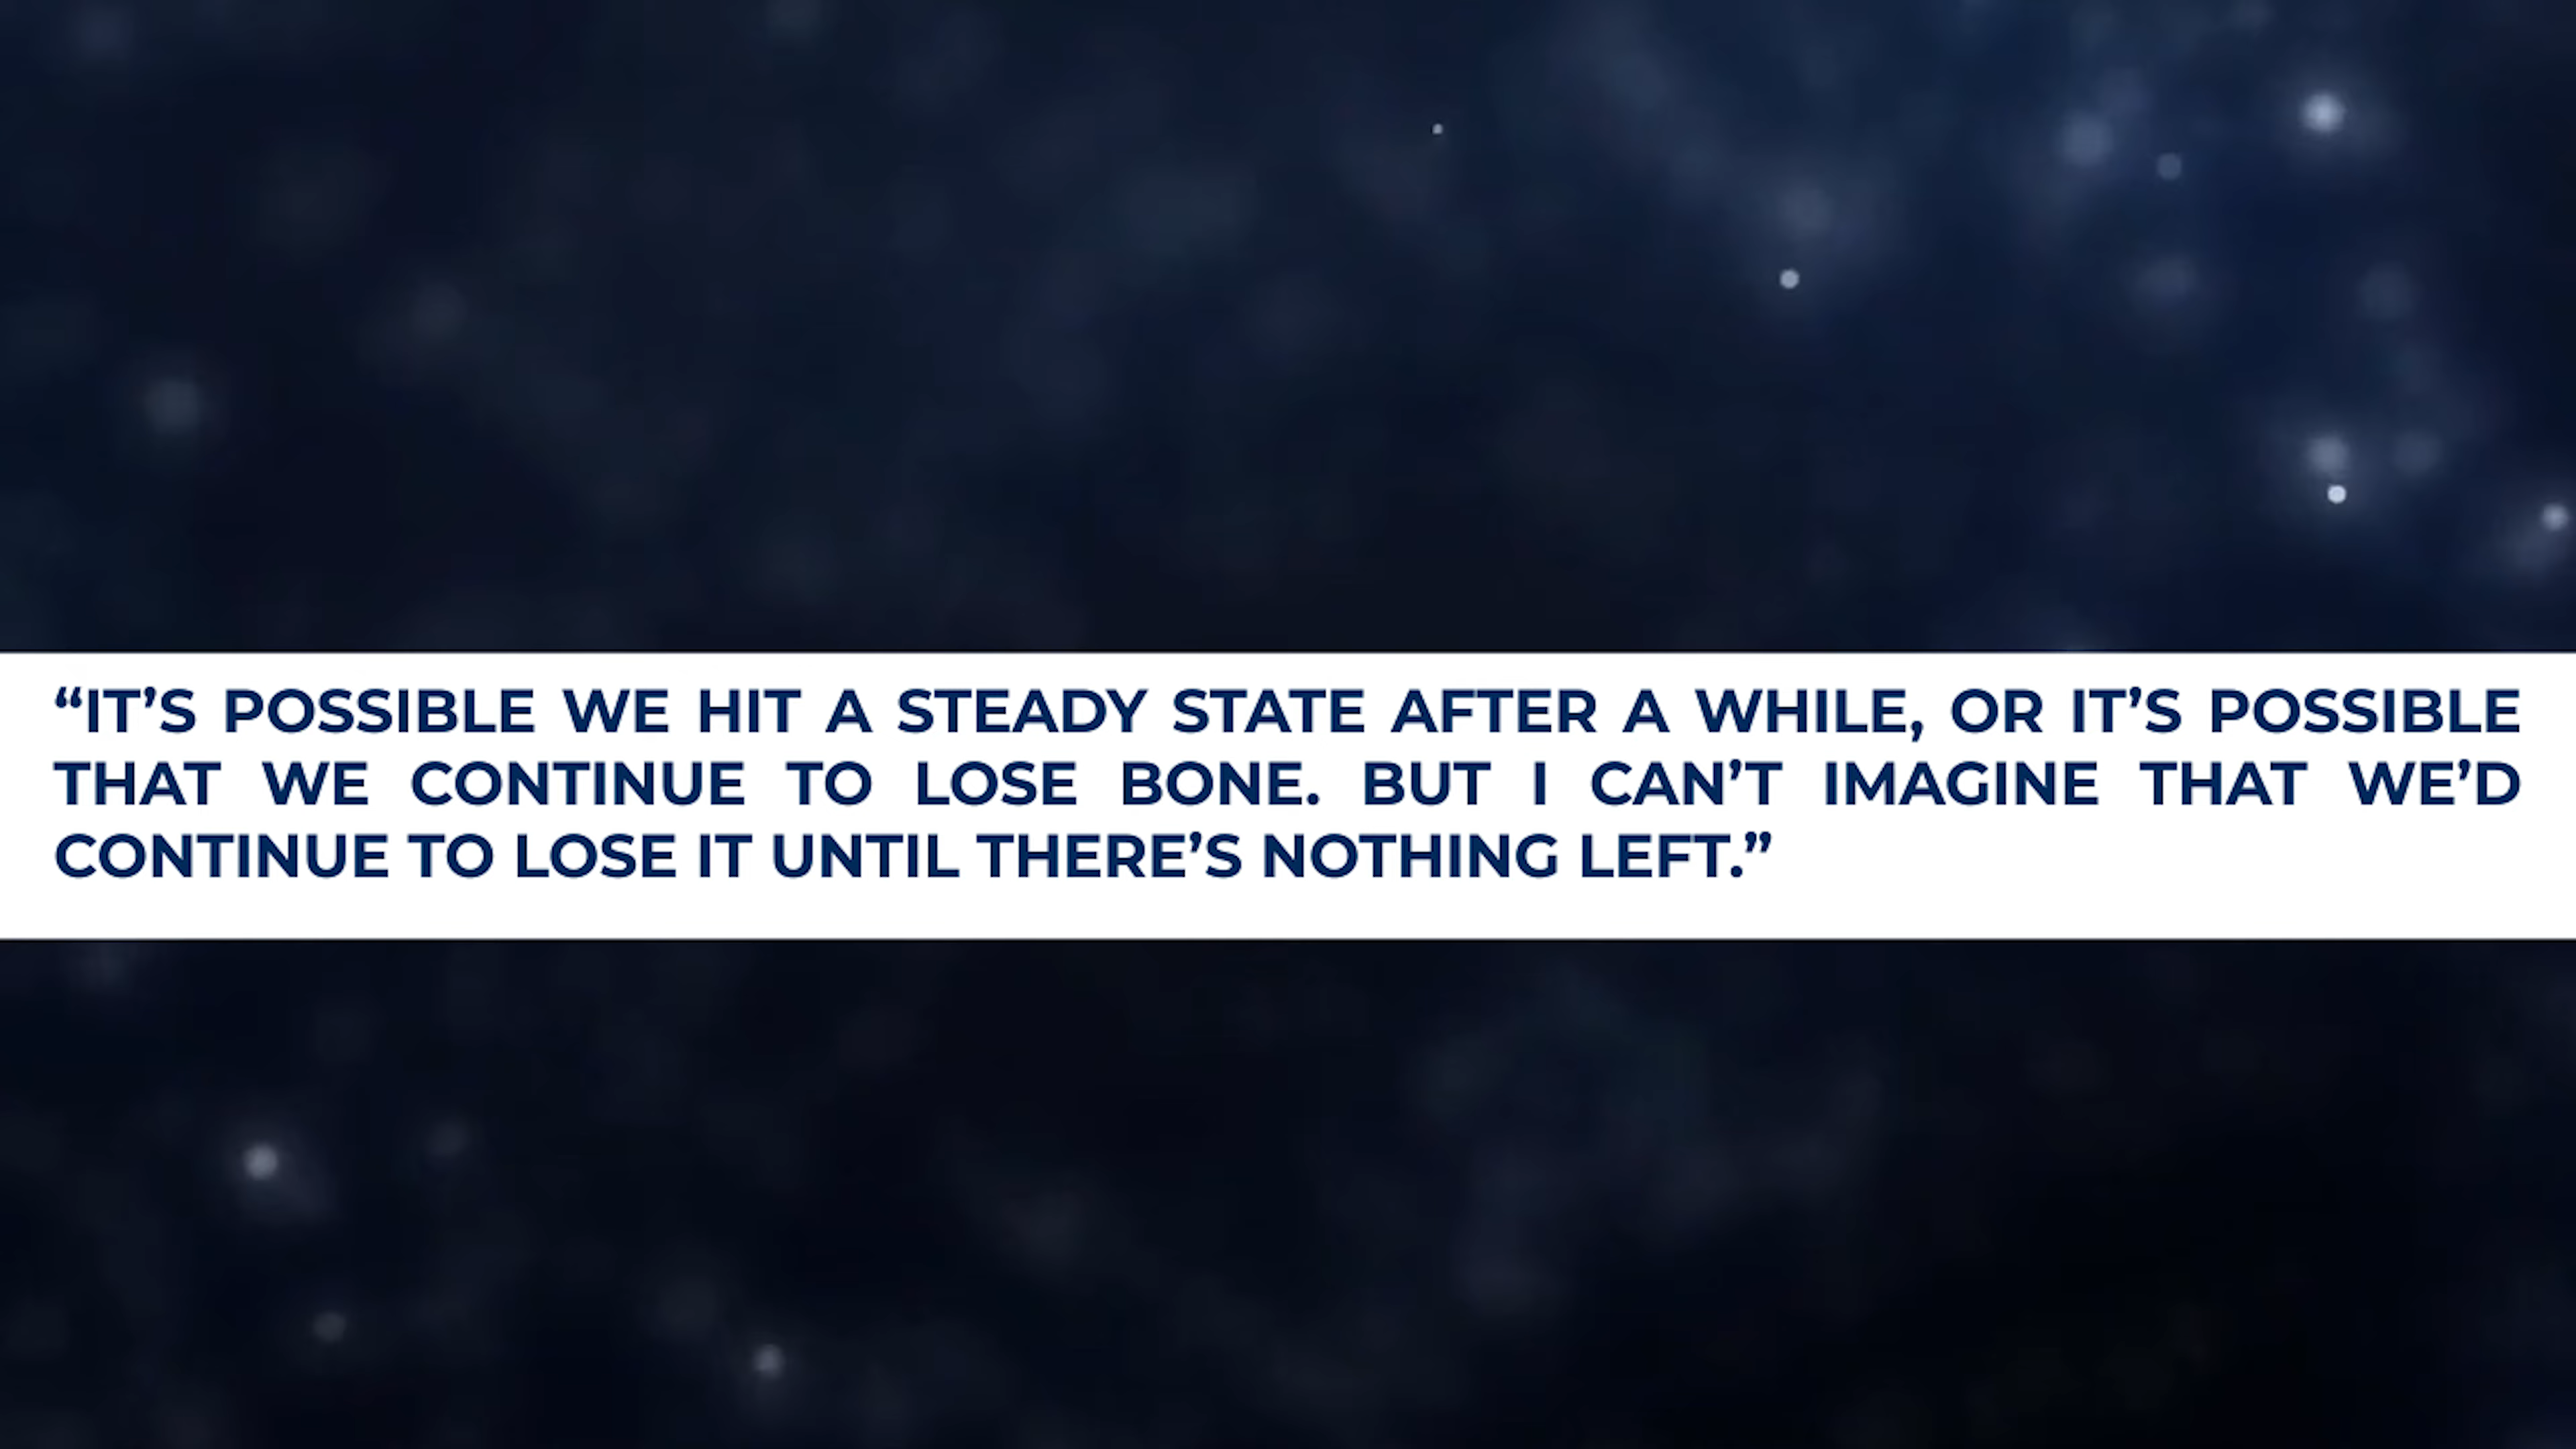 “IT’S POSSIBLE WE HIT A STEADY STATE AFTER A WHILE, OR IT’S POSSIBLE
THAT WE CONTINUE TO LOSE BONE. BUT I CAN’T IMAGINE THAT WE’D
CONTINUE TO LOSE IT UNTIL THERE’S NOTHING LEFT.”